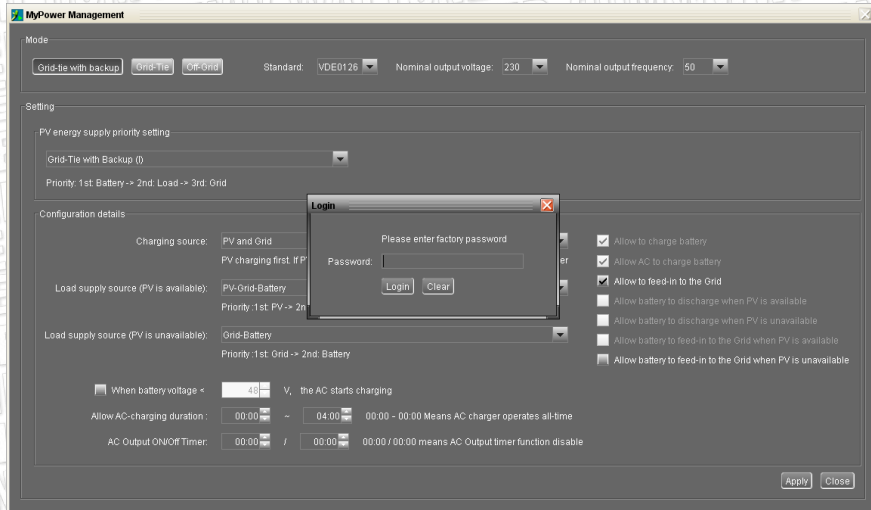 MyPower Management
Mode
Grid-tie with backup Grid-Tie Off-Grid Standard: VDE0126 Nominal output voltage: 230 Nominal output frequency: 50
Setting
PV energy supply priority setting
Grid-Tie with Backup (I)
Priority: 1st: Battery -> 2nd: Load -> 3rd: Grid
Configuration details
Charging source: PV and Grid
PV charging first. If P
er
Load supply source (PV is available): PV-Grid-Battery
Priority :1st: PV-> 2n
Load supply source (PV is unavailable): Grid-Battery
Priority :1st: Grid -> 2nd: Battery
Login
Please enter factory password
Password:
Login Clear
Allow to charge battery
Allow AC to charge battery
Allow to feed-in to the Grid
Allow battery to discharge when PV is available
Allow battery to discharge when PV is unavailable
Allow battery to feed-in to the Grid when PV is available
Allow battery to feed-in to the Grid when PV is unavailable
When battery voltage < 48 V, the AC starts charging
Allow AC-charging duration : 00:00 ~ 04:00 00:00 - 00:00 Means AC charger operates all-time
AC Output ON/Off Timer: 00:00 / 00:00 00:00 / 00:00 means AC Output timer function disable
Apply Close